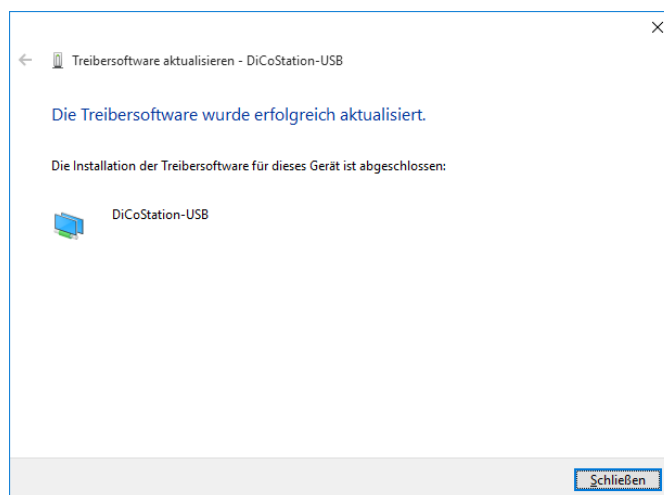 Treibersoftware aktualisieren - DiCoStation-USB
Die Treibersoftware wurde erfolgreich aktualisiert.
Die Installation der Treibersoftware für dieses Gerät ist abgeschlossen:
DiCoStation-USB
Schließen